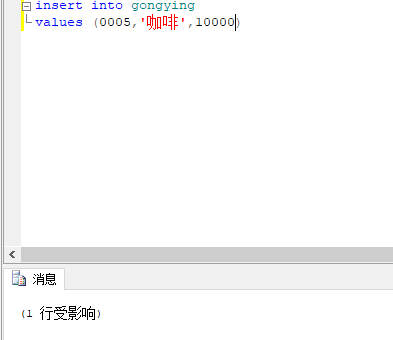 insert into gongying
values (0005,'咖啡',10000)
消息
(1 行受影响)